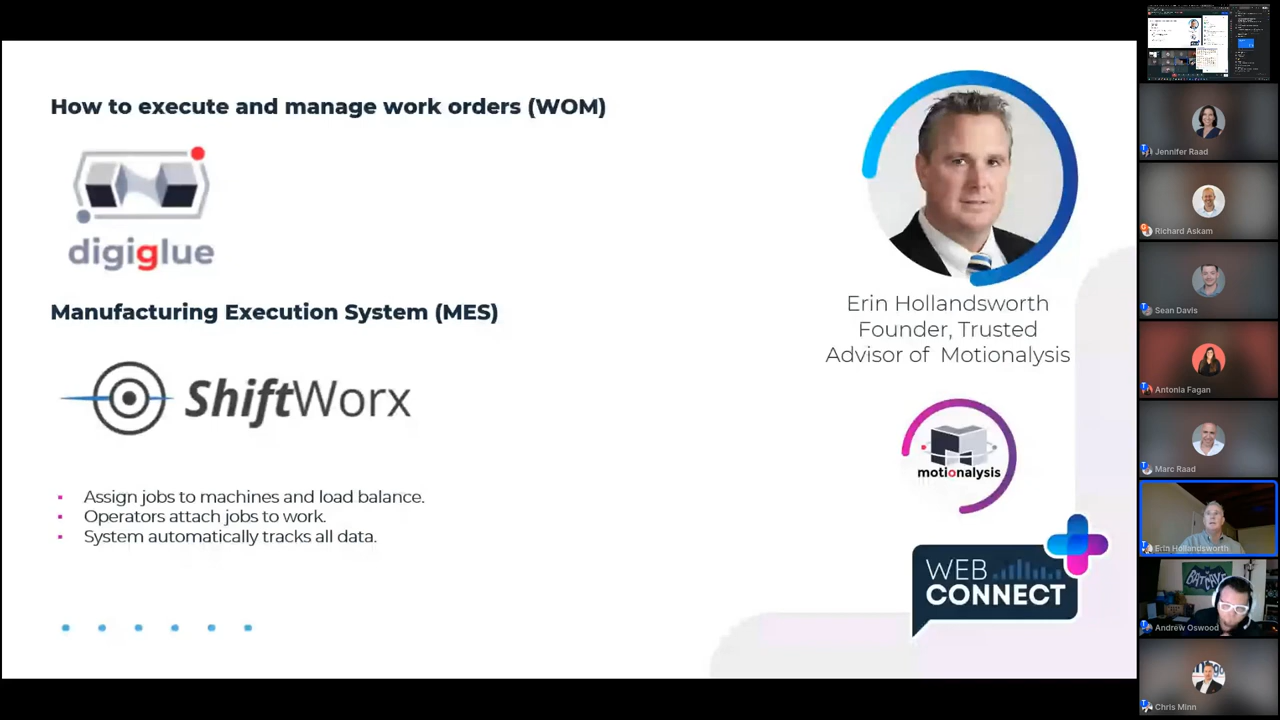 How to execute and manage work orders (WOM)
digiglue
Manufacturing Execution System (MES)
ShiftWorx
▪ Assign jobs to machines and load balance.
▪ Operators attach jobs to work.
▪ System automatically tracks all data.
Erin Hollandsworth
Founder, Trusted
Advisor of Motionalysis
motionalysis
WEB
CONNECT
Jennifer Raad
Richard Askam
Sean Davis
Antonia Fagan
Marc Raad
Erin Hollandsworth
BATCAVE
Andrew Oswood
Chris Minn